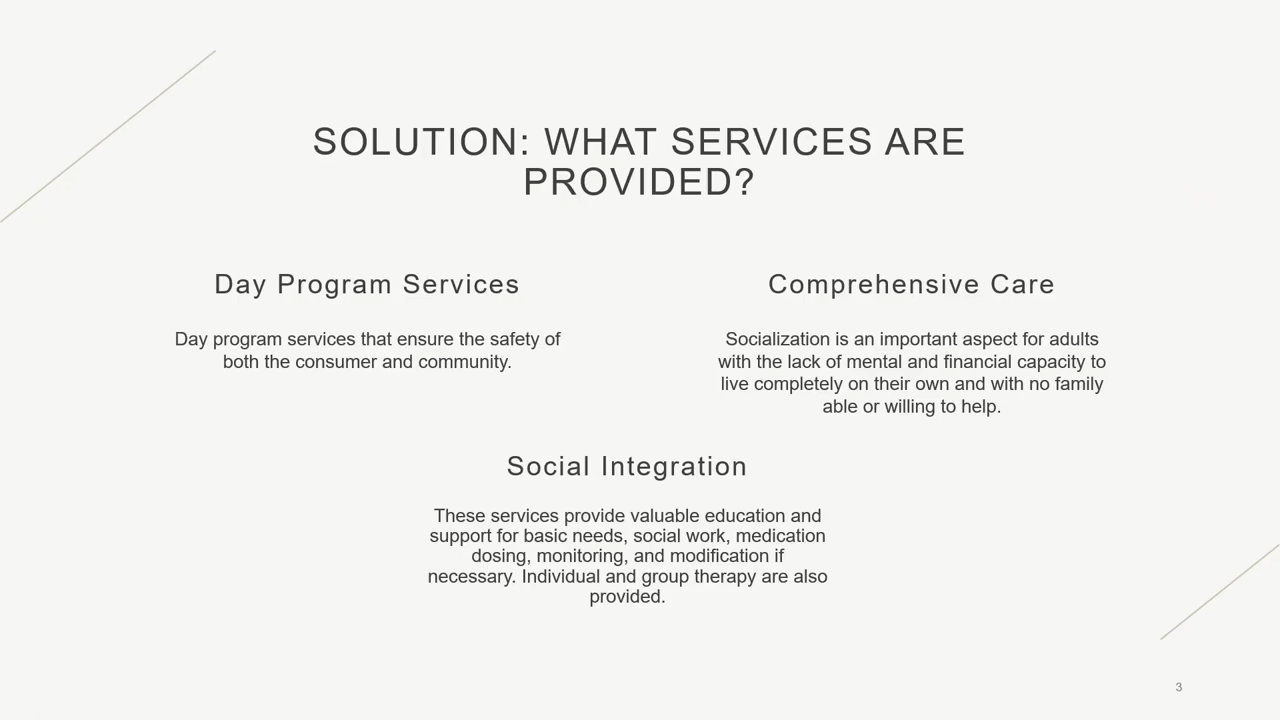 SOLUTION: WHAT SERVICES ARE
PROVIDED?
Day Program Services
Day program services that ensure the safety of
both the consumer and community.
Comprehensive Care
Socialization is an important aspect for adults
with the lack of mental and financial capacity to
live completely on their own and with no family
able or willing to help.
Social Integration
These services provide valuable education and
support for basic needs, social work, medication
dosing, monitoring, and modification if
necessary. Individual and group therapy are also
provided.
3